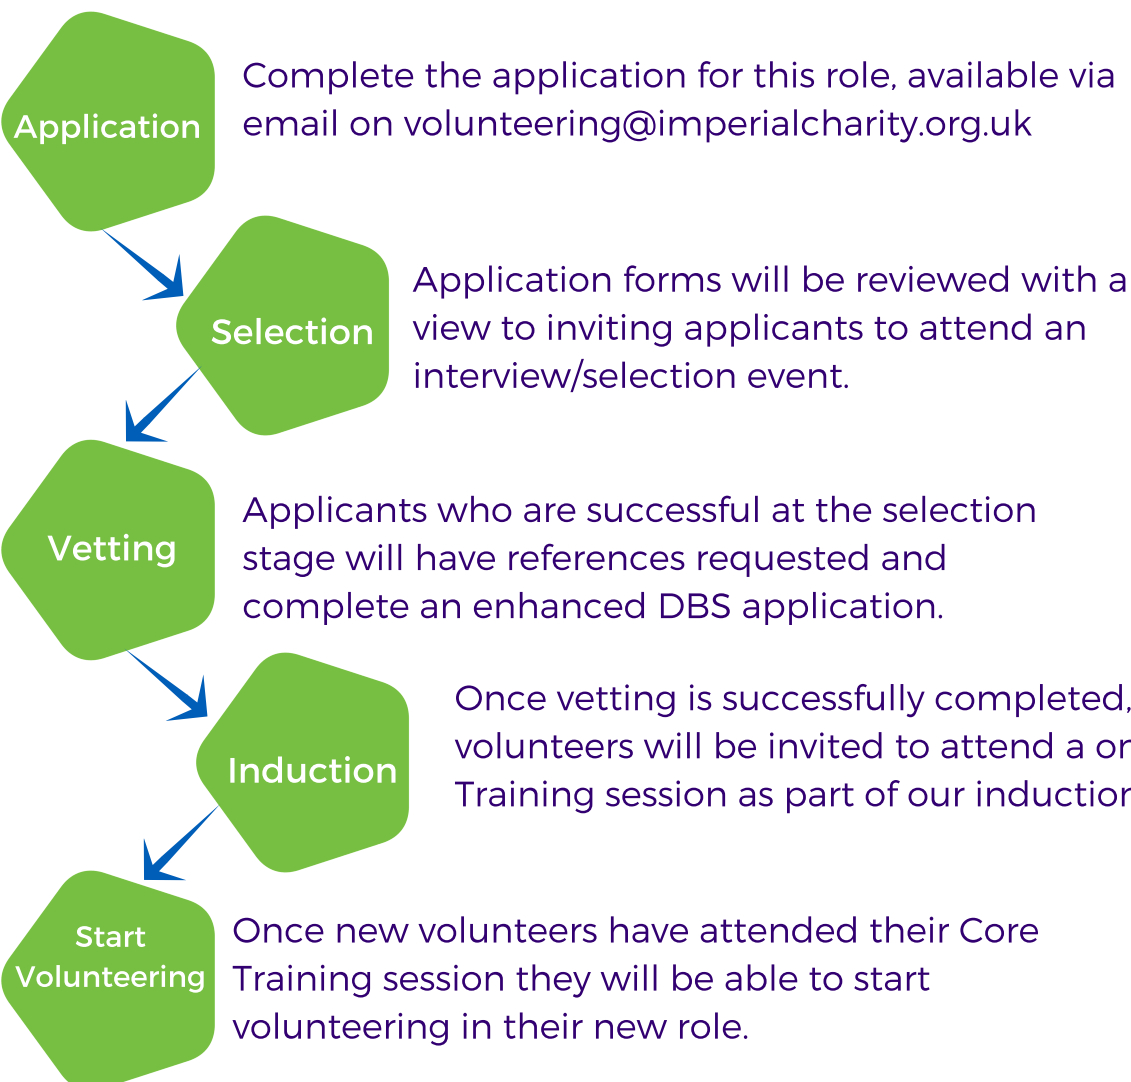 Application
Complete the application for this role, available via
email on volunteering@imperialcharity.org.uk
Selection
Application forms will be reviewed with a
view to inviting applicants to attend an
interview/selection event.
Vetting
Applicants who are successful at the selection
stage will have references requested and
complete an enhanced DBS application.
Induction
Once vetting is successfully completed,
volunteers will be invited to attend a
Training session as part of our
Start
Volunteering
Once new volunteers have attended their Core
Training session they will be able to start
volunteering in their new role.